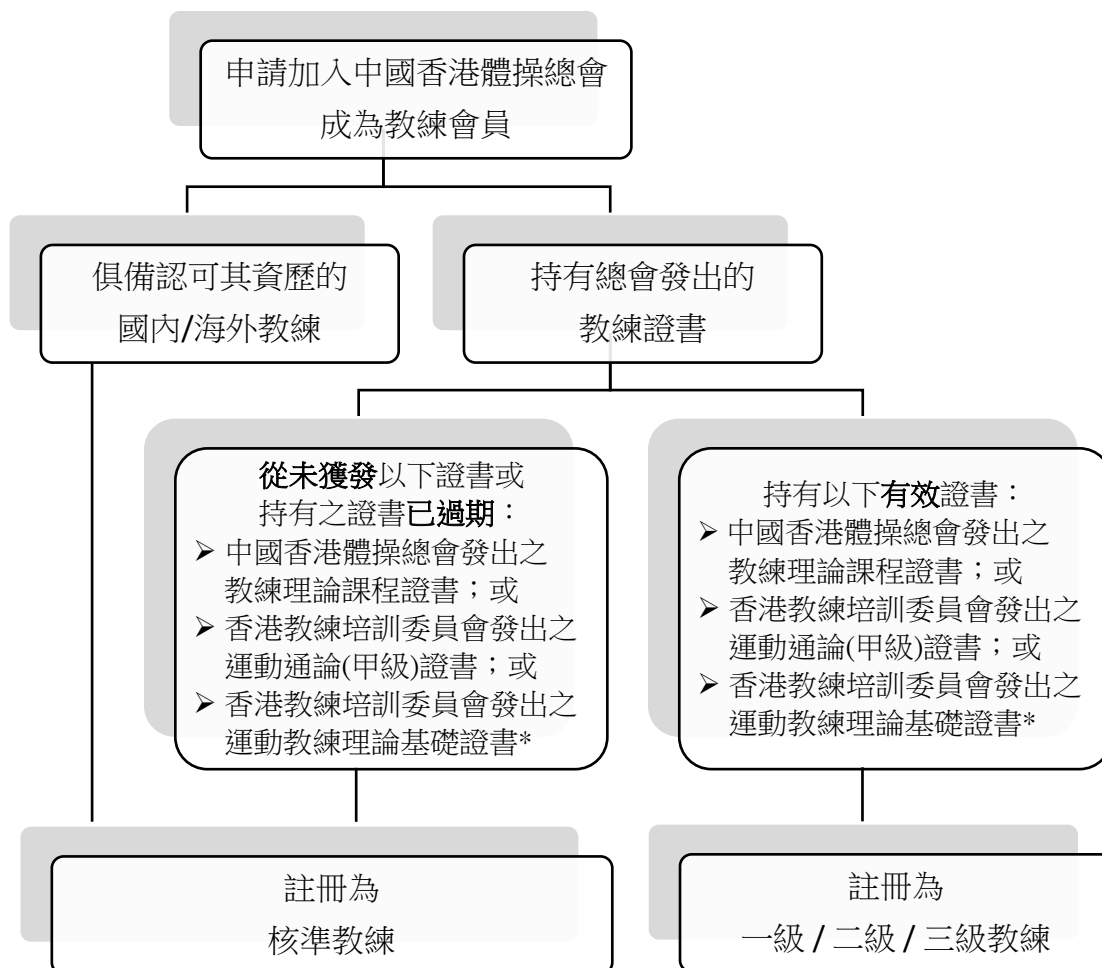 申請加入中國香港體操總會
成為教練會員
俱備認可其資歷的
國內/海外教練
持有總會發出的
教練證書
從未獲發以下證書或
持有之證書已過期：
➢ 中國香港體操總會發出之
教練理論課程證書；或
➢ 香港教練培訓委員會發出之
運動通論(甲級)證書；或
➢ 香港教練培訓委員會發出之
運動教練理論基礎證書*
持有以下有效證書：
➢ 中國香港體操總會發出之
教練理論課程證書；或
➢ 香港教練培訓委員會發出之
運動通論(甲級)證書；或
➢ 香港教練培訓委員會發出之
運動教練理論基礎證書*
註冊為
核準教練
註冊為
一級 / 二級 / 三級教練